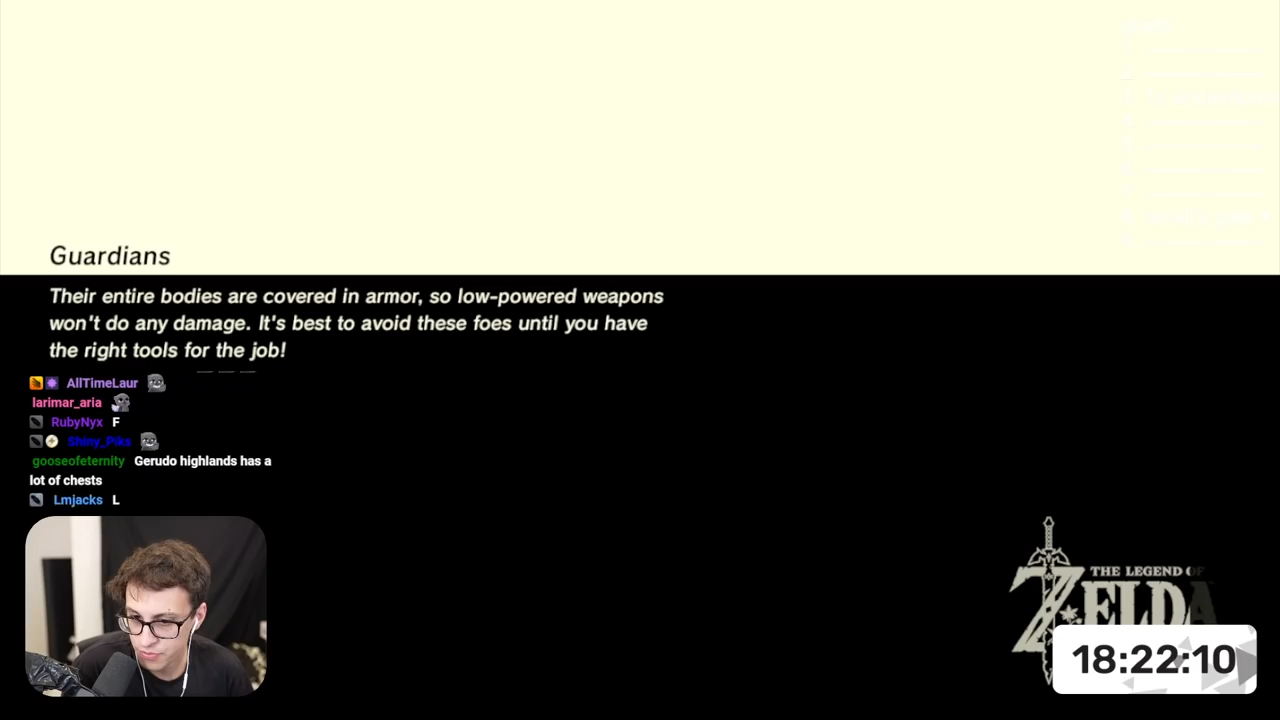 Guardians
Their entire bodies are covered in armor, so low-powered weapons
won't do any damage. It's best to avoid these foes until you have
the right tools for the job!
AllTimeLaur
larimar_aria
RubyNyx F
Shiny_Piks
gooseofeternity Gerudo highlands has a
lot of chests
Lmjacks L
THE LEGEND OF
ZELDA
18:22:10